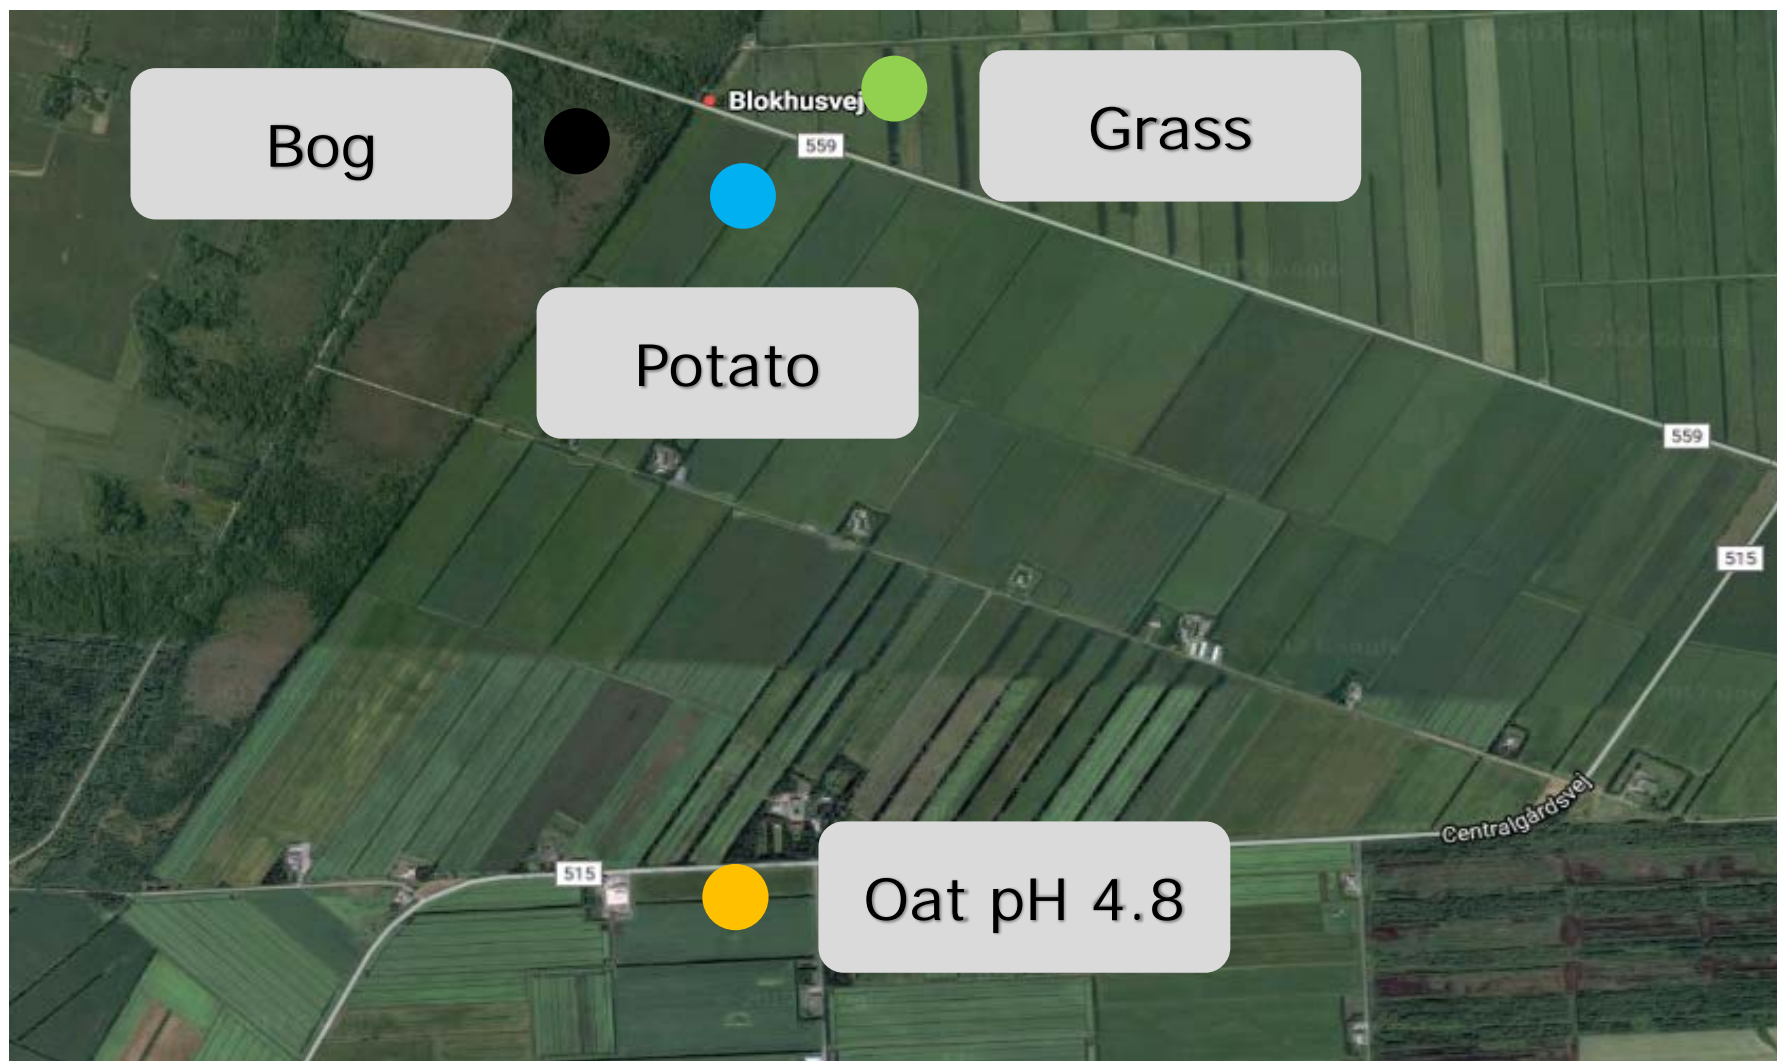 Bog
Blokhusvej
Grass
559
Potato
559
515
Centralgårdsvej
515
Oat pH 4.8